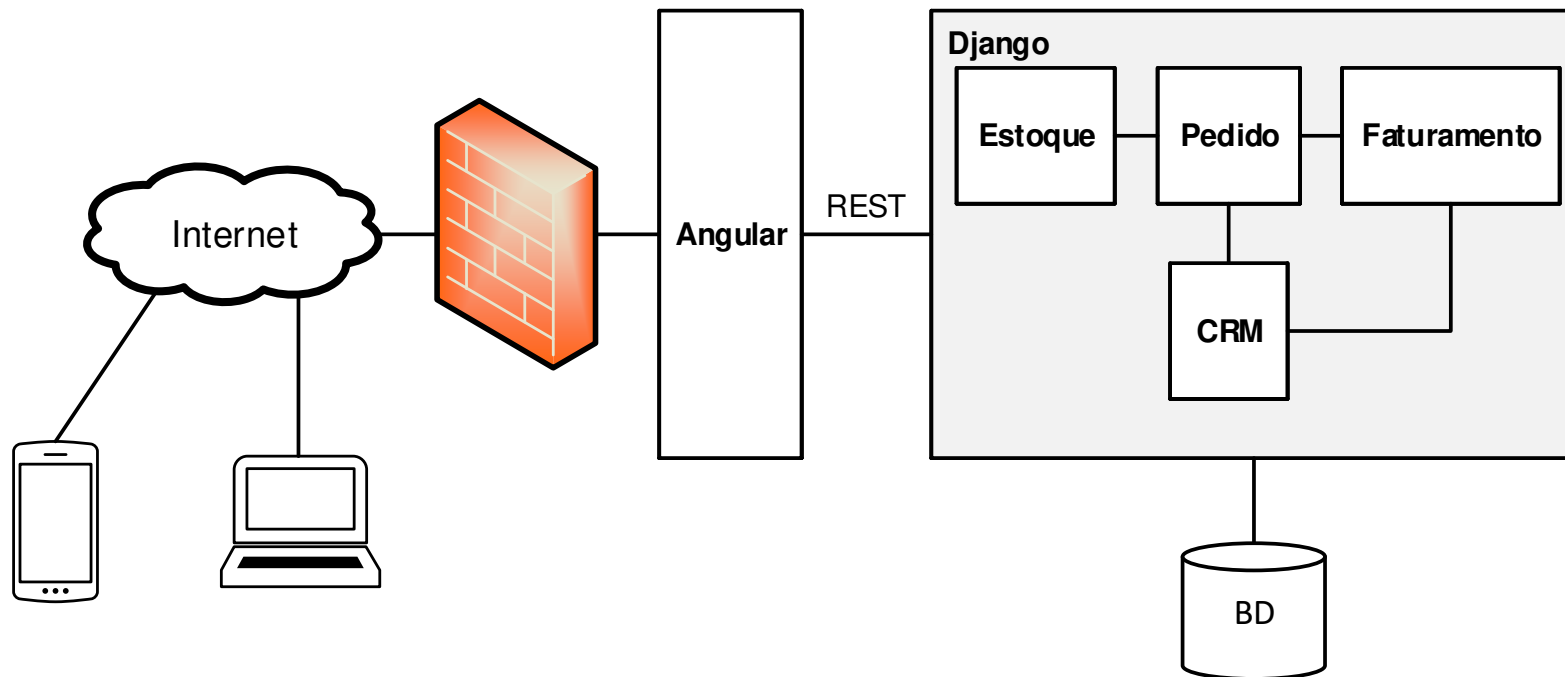 Django
Estoque
Pedido
Faturamento
Internet
Angular
REST
CRM
BD